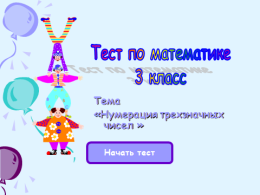 Тест по математике
3 класс
Тема
«Нумерация трехзначных
чисел »
Начать тест